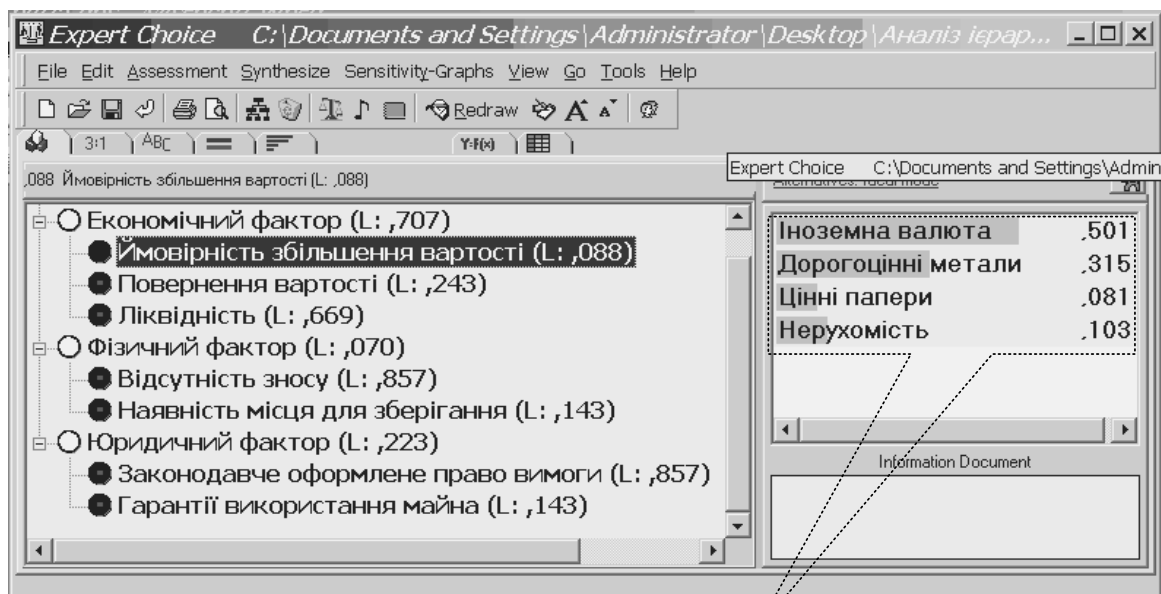 Expert Choice C:\Documents and Settings\Administrator\Desktop\Аналіз ієрар...
File Edit Assessment Synthesize Sensitivity-Graphs View Go Tools Help
Redraw A A
3:1 ABC Y=F(x)
Expert Choice C:\Documents and Settings\Admin
,088 Ймовірність збільшення вартості (L: ,088)
Alternatives: Ideal mode
Економічний фактор (L: ,707)
Ймовірність збільшення вартості (L: ,088)
Повернення вартості (L: ,243)
Ліквідність (L: ,669)
Фізичний фактор (L: ,070)
Відсутність зносу (L: ,857)
Наявність місця для зберігання (L: ,143)
Юридичний фактор (L: ,223)
Законодавче оформлене право вимоги (L: ,857)
Гарантії використання майна (L: ,143)
Іноземна валюта ,501
Дорогоцінні метали ,315
Цінні папери ,081
Нерухомість ,103
Information Document